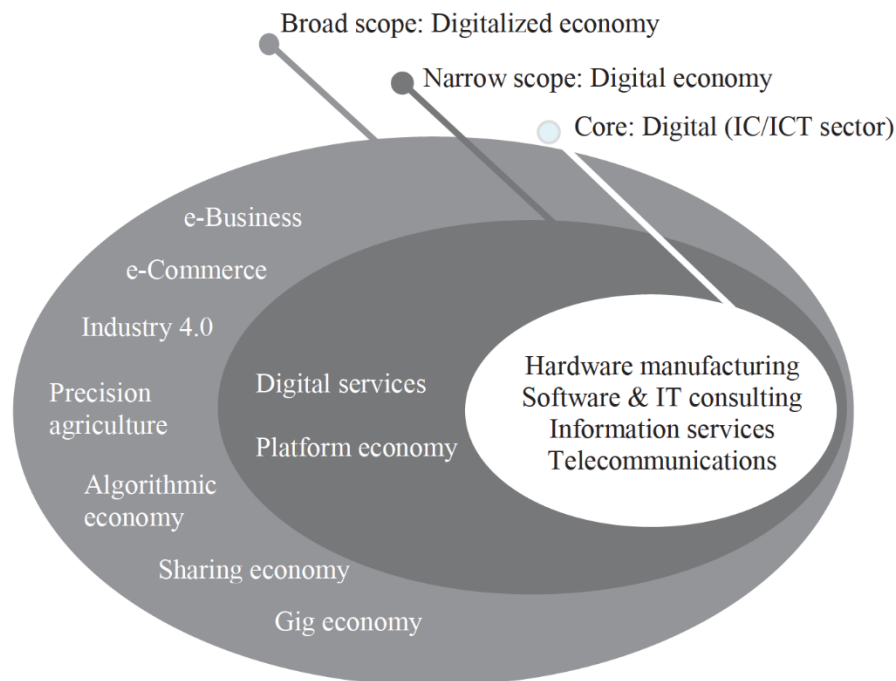 Broad scope: Digitalized economy
Narrow scope: Digital economy
Core: Digital (IC/ICT sector)
e-Business
e-Commerce
Industry 4.0
Precision
agriculture
Algorithmic
economy
Sharing economy
Gig economy
Digital services
Platform economy
Hardware manufacturing
Software & IT consulting
Information services
Telecommunications